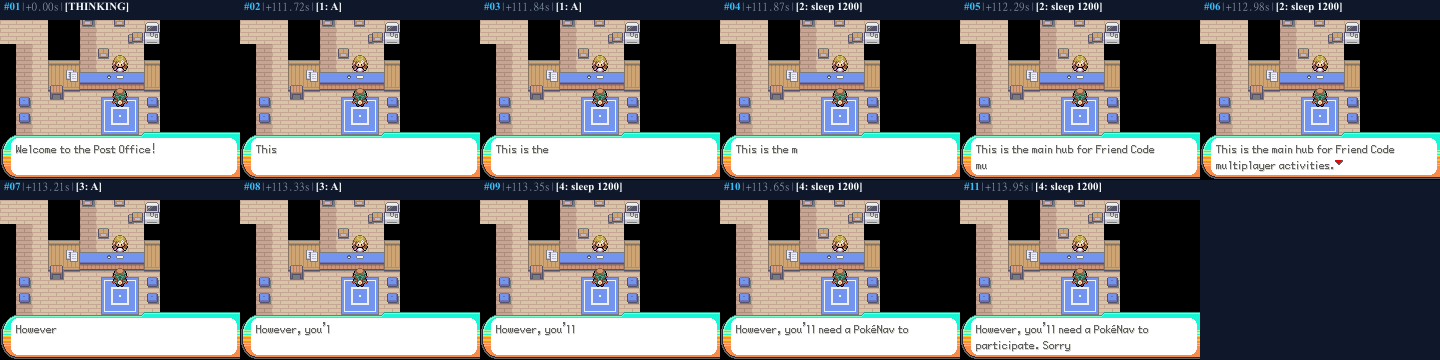 #01|+0.00s|[THINKING]
Welcome to the Post Office!
#02|+111.72s|[1: A]
This
#03|+111.84s|[1: A]
This is the
#04|+111.87s|[2: sleep 1200]
This is the m
#05|+112.29s|[2: sleep 1200]
This is the main hub for Friend Code
mu
#06|+112.98s|[2: sleep 1200]
This is the main hub for Friend Code
multiplayer activities.
#07|+113.21s|[3: A]
However
#08|+113.33s|[3: A]
However, you'l
#09|+113.35s|[4: sleep 1200]
However, you'll
#10|+113.65s|[4: sleep 1200]
However, you'll need a PokéNav to
#11|+113.95s|[4: sleep 1200]
However, you'll need a PokéNav to
participate. Sorry